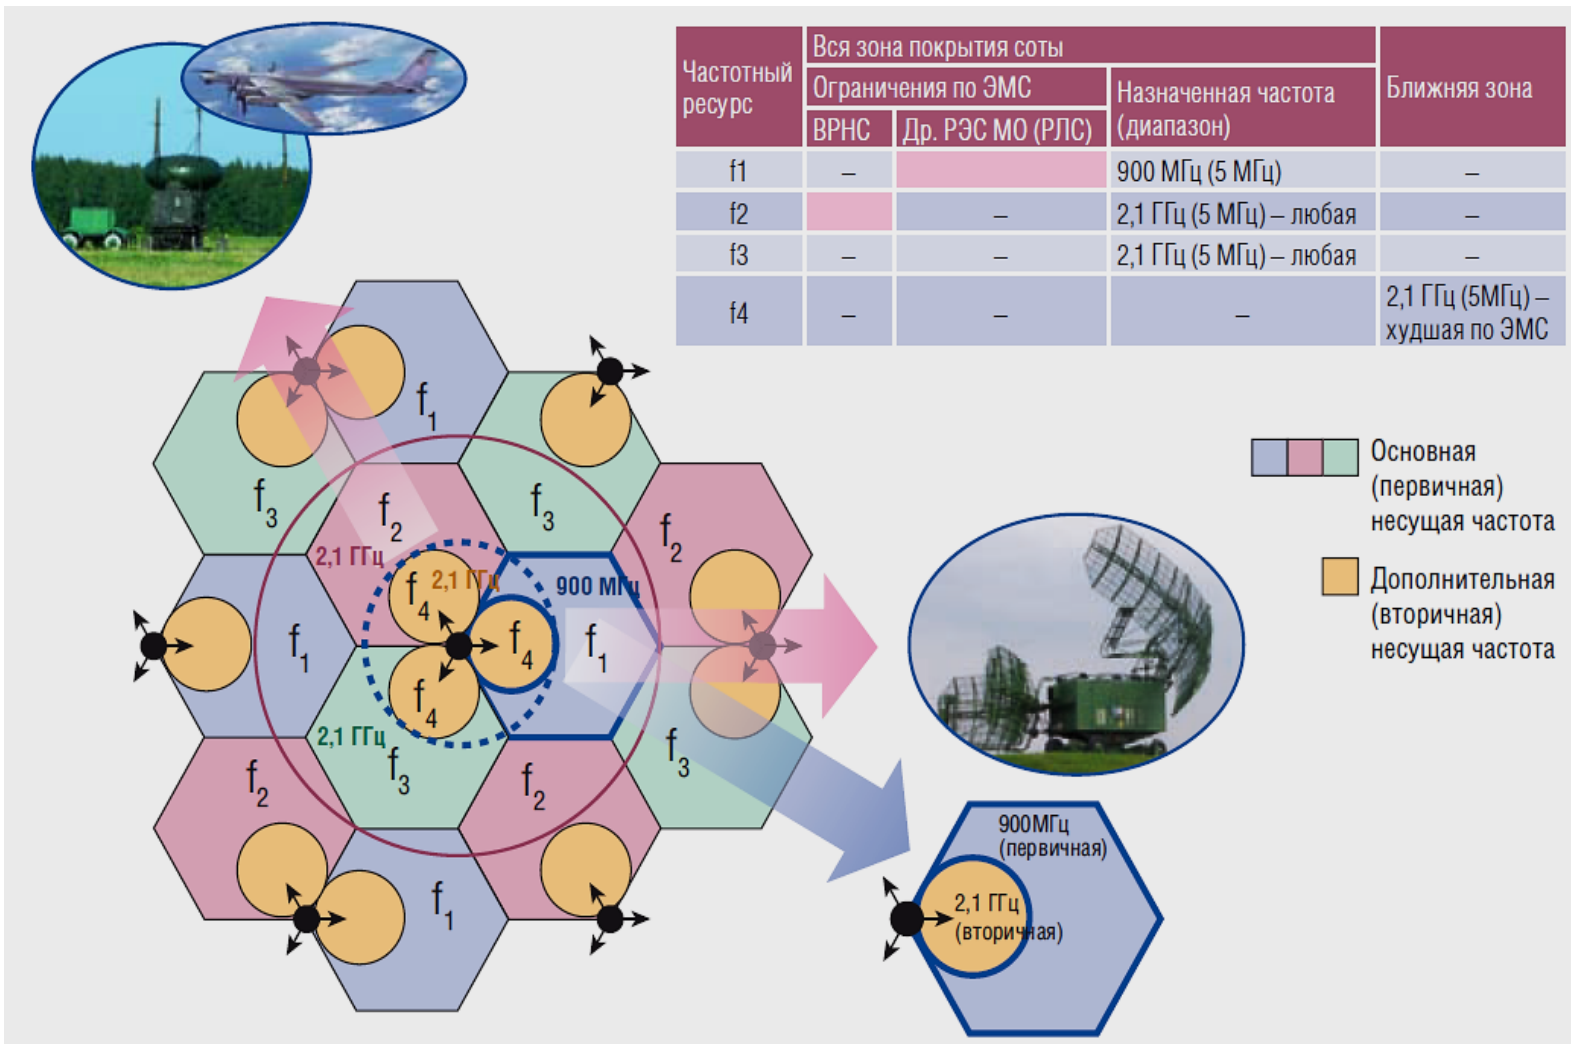 Частотный
ресурс
Вся зона покрытия соты
Ограничения по ЭМС
ВРНС
Др. РЭС МО (РЛС)
Назначенная частота
(диапазон)
Ближняя зона
f1
–
900 МГц (5 МГц)
–
f2
–
2,1 ГГц (5 МГц) – любая
–
f3
–
–
2,1 ГГц (5 МГц) – любая
–
f4
–
–
–
2,1 ГГц (5МГц) –
худшая по ЭМС
f1
f3
f3
f2
f2
2,1 ГГц
2,1 ГГц
900 МГц
f4
f4
f4
f1
f1
2,1 ГГц
f3
f3
f2
f2
f1
Основная
(первичная)
несущая частота
Дополнительная
(вторичная)
несущая частота
900МГц
(первичная)
2,1 ГГц
(вторичная)